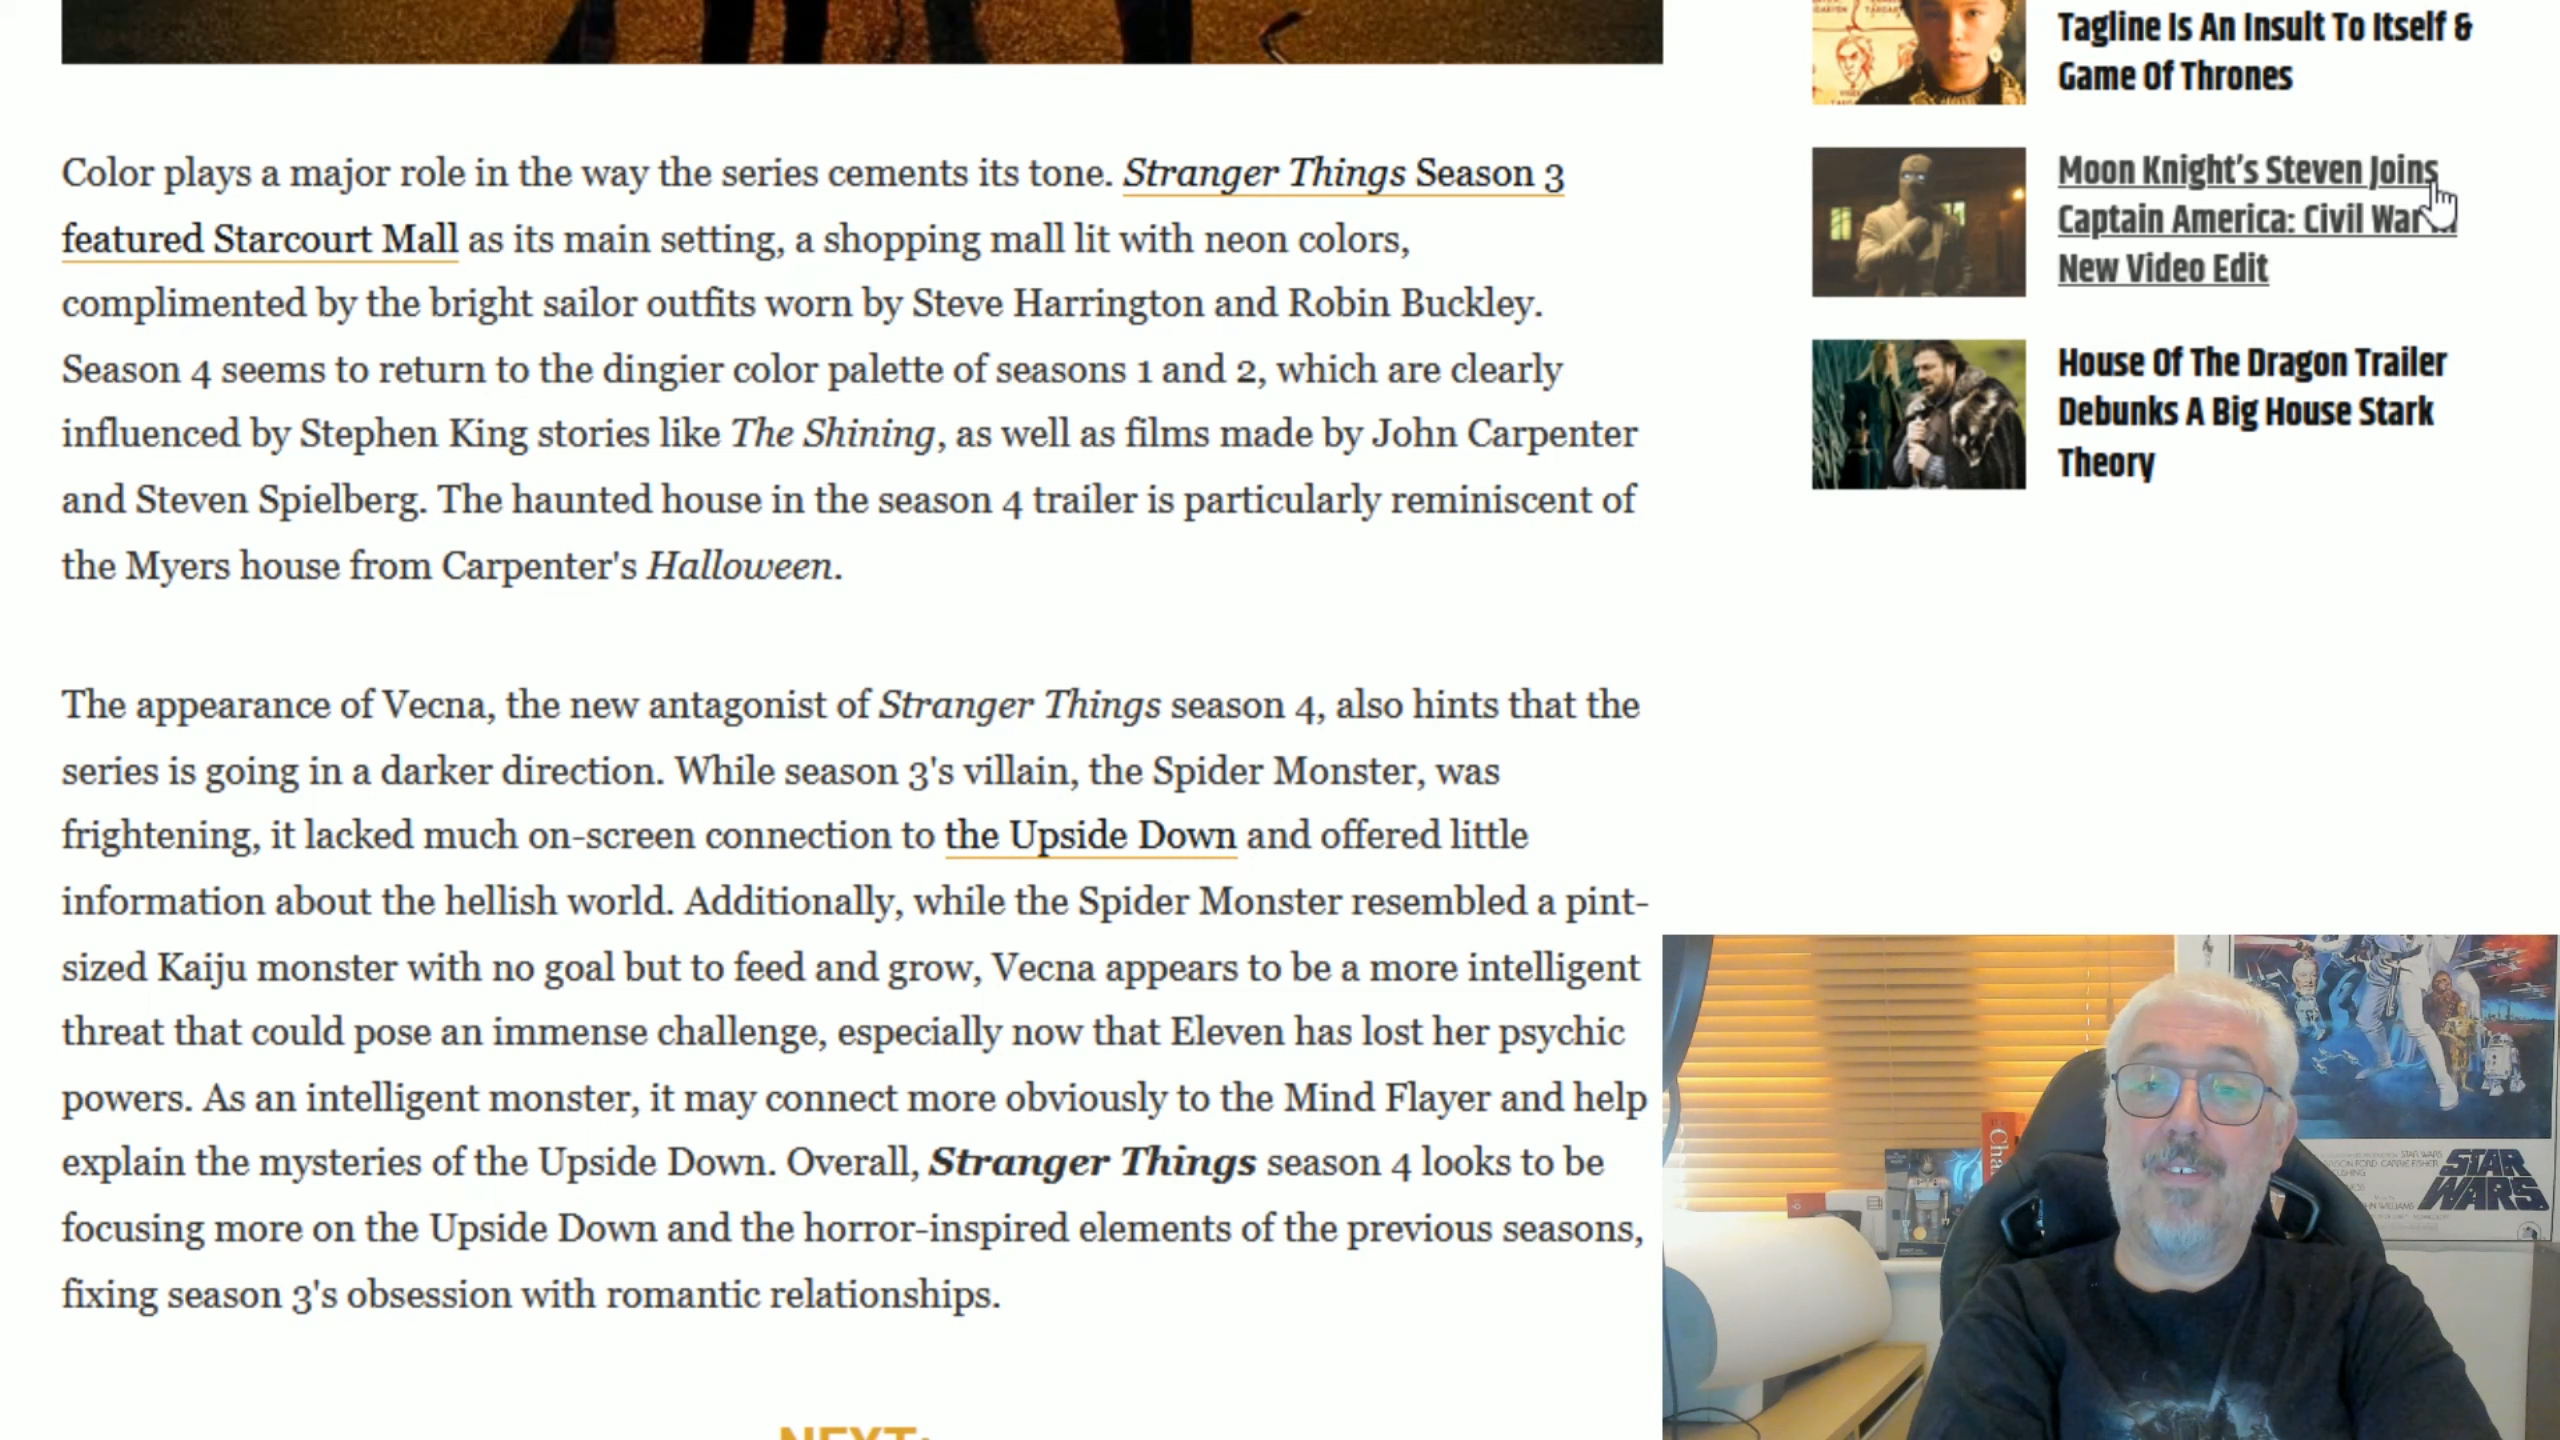 Color plays a major role in the way the series cements its tone. Stranger Things Season 3
featured Starcourt Mall as its main setting, a shopping mall lit with neon colors,
complimented by the bright sailor outfits worn by Steve Harrington and Robin Buckley.
Season 4 seems to return to the dingier color palette of seasons 1 and 2, which are clearly
influenced by Stephen King stories like The Shining, as well as films made by John Carpenter
and Steven Spielberg. The haunted house in the season 4 trailer is particularly reminiscent of
the Myers house from Carpenter's Halloween.
The appearance of Vecna, the new antagonist of Stranger Things season 4, also hints that the
series is going in a darker direction. While season 3's villain, the Spider Monster, was
frightening, it lacked much on-screen connection to the Upside Down and offered little
information about the hellish world. Additionally, while the Spider Monster resembled a pint-
sized Kaiju monster with no goal but to feed and grow, Vecna appears to be a more intelligent
threat that could pose an immense challenge, especially now that Eleven has lost her psychic
powers. As an intelligent monster, it may connect more obviously to the Mind Flayer and help
explain the mysteries of the Upside Down. Overall, Stranger Things season 4 looks to be
focusing more on the Upside Down and the horror-inspired elements of the previous seasons,
fixing season 3's obsession with romantic relationships.
NEXT:
Tagline Is An Insult To Itself &
Game Of Thrones
Moon Knight's Steven Joins
Captain America: Civil War
New Video Edit
House Of The Dragon Trailer
Debunks A Big House Stark
Theory
STAR
WARS